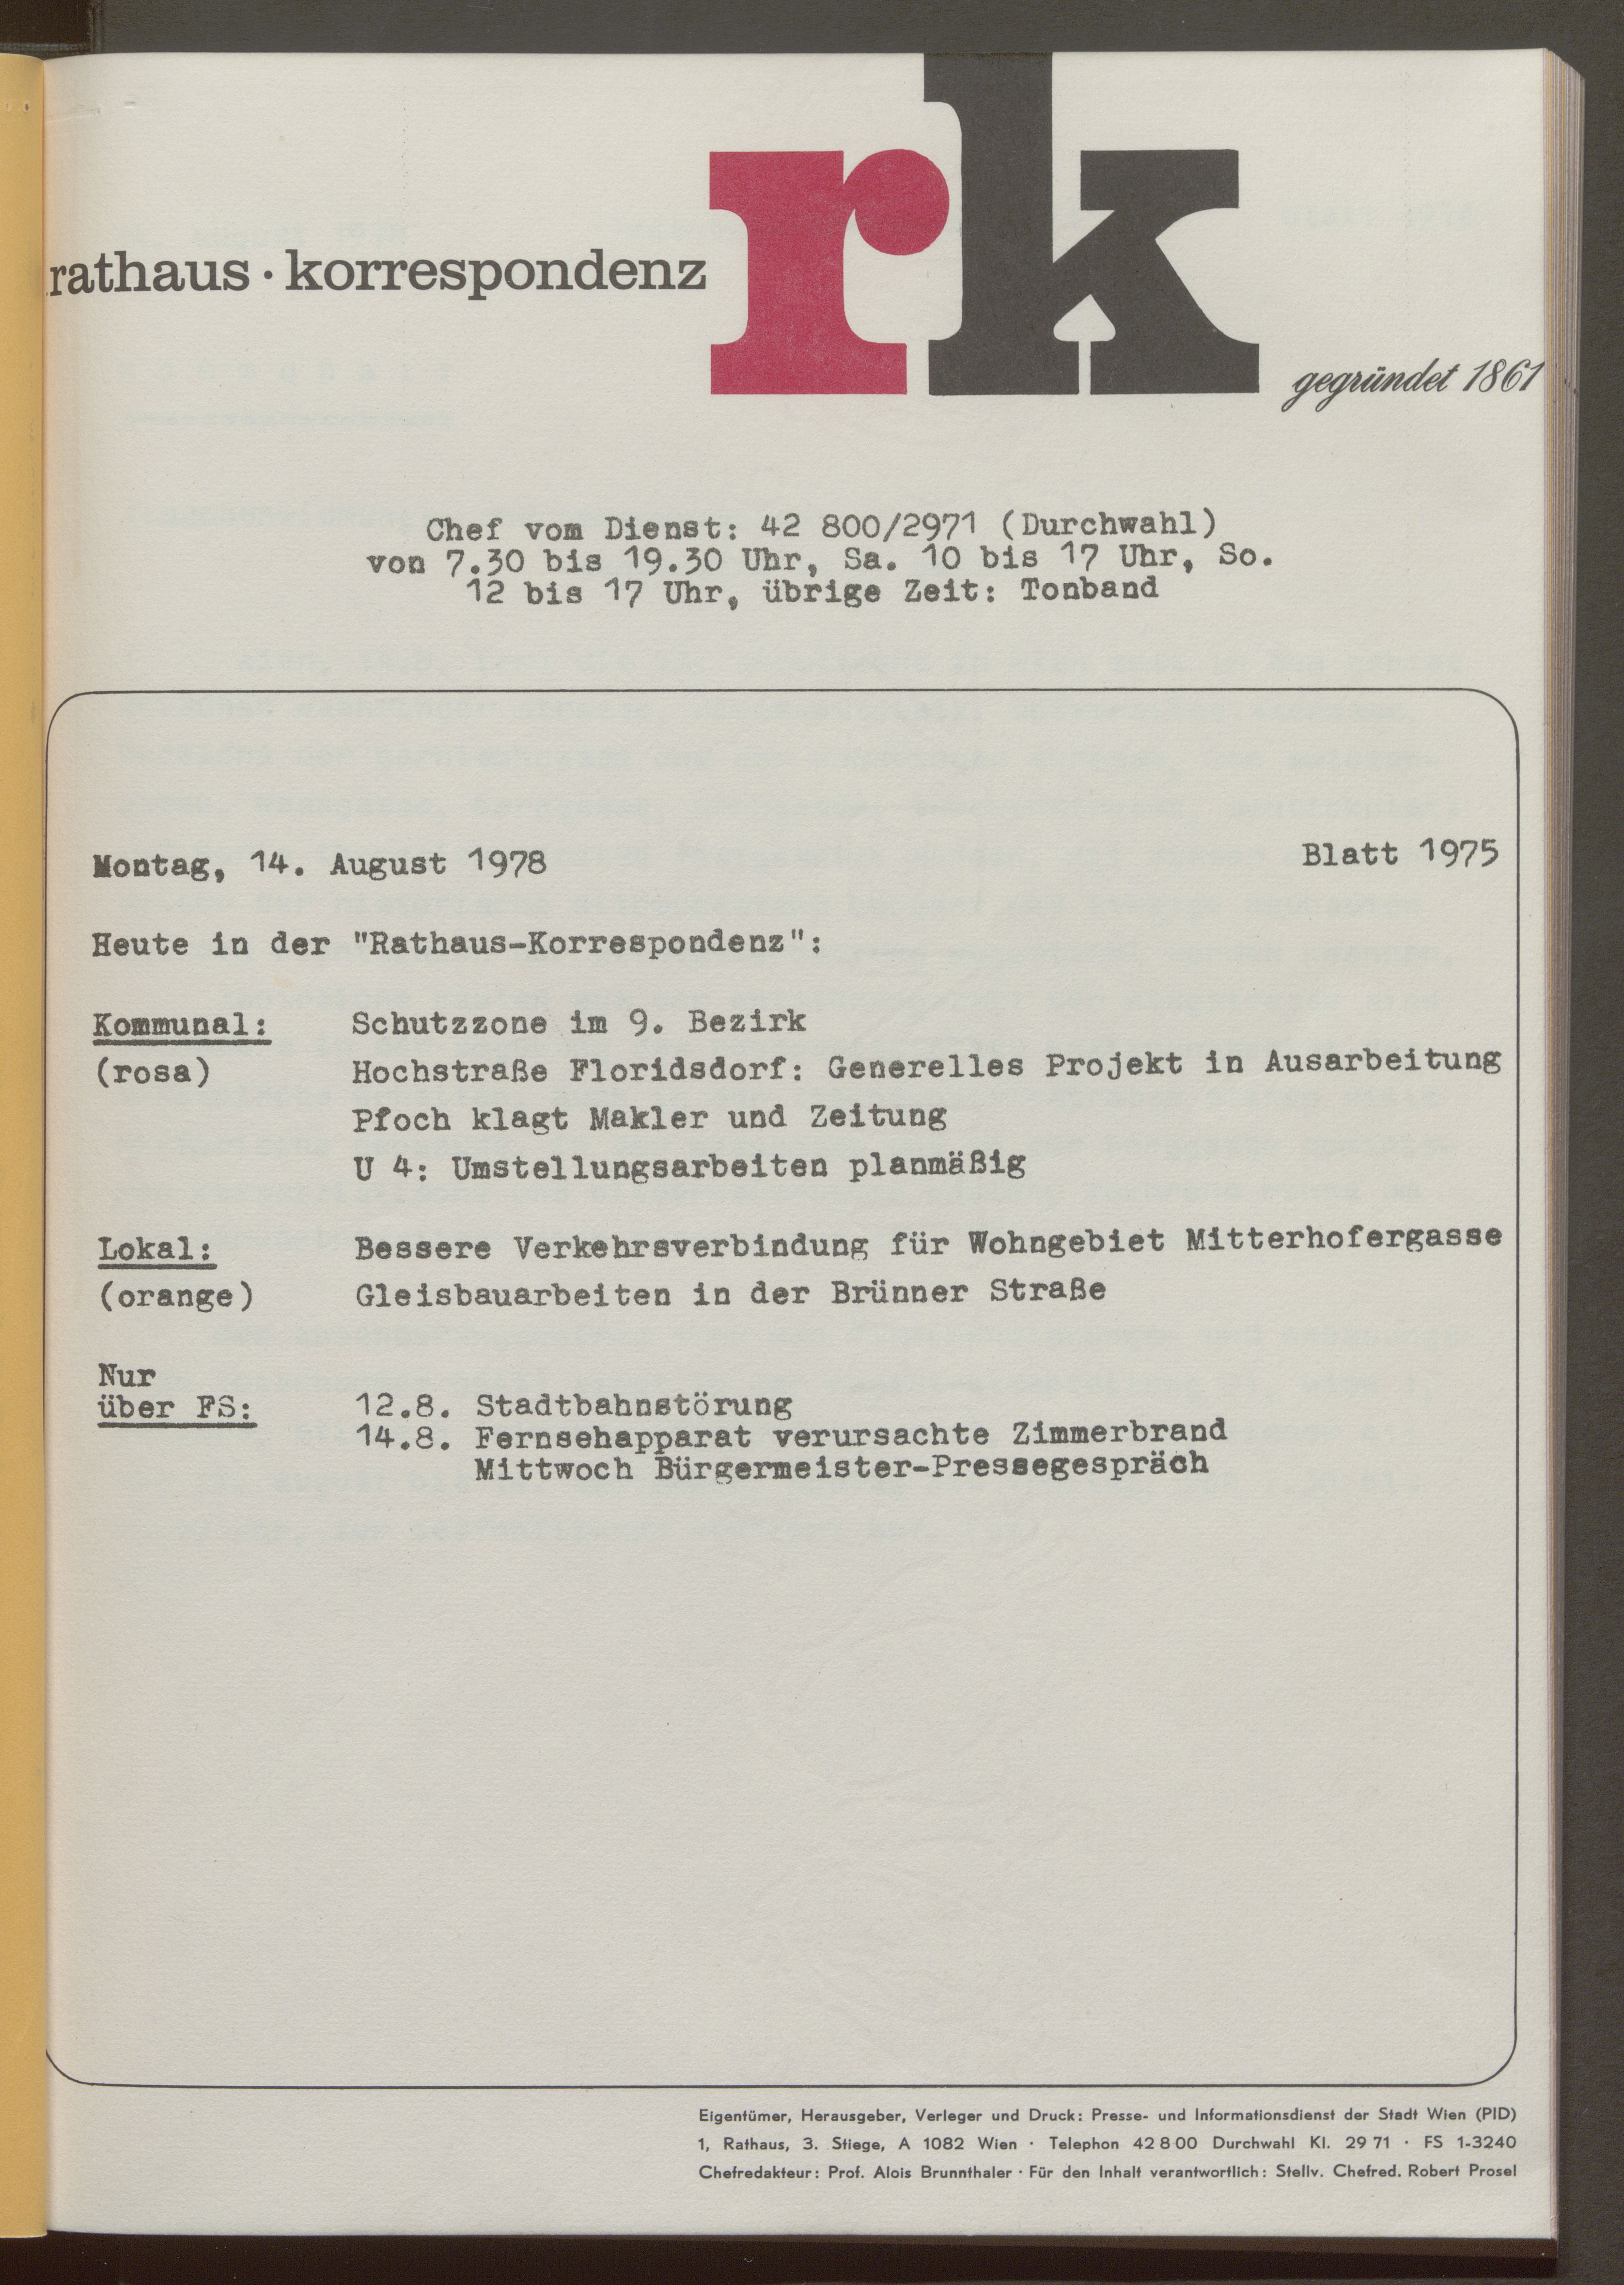 rathaus · korrespondenz
rk
gegründet 1861
Chef vom Dienst: 42 800/2971 (Durchwahl)
von 7.30 bis 19.30 Uhr, Sa. 10 bis 17 Uhr, So.
12 bis 17 Uhr, übrige Zeit: Tonband
Montag, 14. August 1978 Blatt 1975
Heute in der "Rathaus-Korrespondenz":
Kommunal: Schutzzone im 9. Bezirk
(rosa) Hochstraße Floridsdorf: Generelles Projekt in Ausarbeitung
Pfoch klagt Makler und Zeitung
U 4: Umstellungsarbeiten planmäßig
Lokal: Bessere Verkehrsverbindung für Wohngebiet Mitterhofergasse
(orange) Gleisbauarbeiten in der Brünner Straße
Nur
über FS: 12.8. Stadtbahnstörung
14.8. Fernsehapparat verursachte Zimmerbrand
Mittwoch Bürgermeister-Pressegespräch
Eigentümer, Herausgeber, Verleger und Druck: Presse- und Informationsdienst der Stadt Wien (PID)
1, Rathaus, 3. Stiege, A 1082 Wien · Telephon 42 8 00 Durchwahl Kl. 29 71 · FS 1-3240
Chefredakteur: Prof. Alois Brunnthaler · Für den Inhalt verantwortlich: Stellv. Chefred. Robert Prosel